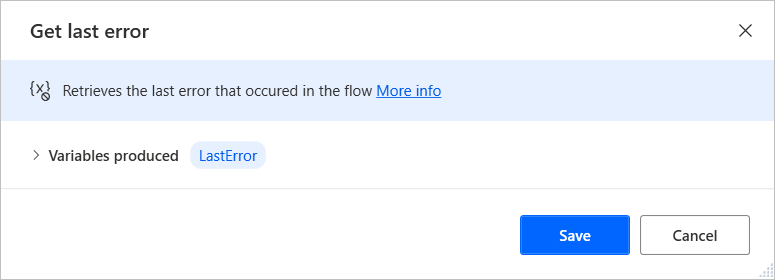 Get last error
{x} Retrieves the last error that occured in the flow More info
Variables produced LastError
Save Cancel